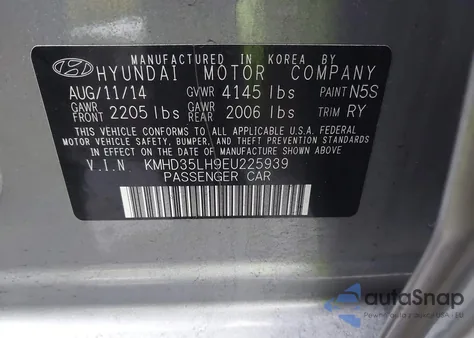 MANUFACTURED IN KOREA BY
HYUNDAI MOTOR COMPANY
AUG/11/14 GVWR 4145 lbs PAINT N5S
GAWR FRONT 2205 lbs GAWR REAR 2006 lbs TRIM RY
THIS VEHICLE CONFORMS TO ALL APPLICABLE U.S.A. FEDERAL
MOTOR VEHICLE SAFETY, BUMPER, AND THEFT PREVENTION
STANDARDS IN EFFECT ON THE DATE OF MANUFACTURE SHOWN ABOVE.
V.I.N KMHD35LH9EU225939
PASSENGER CAR
autoSnap